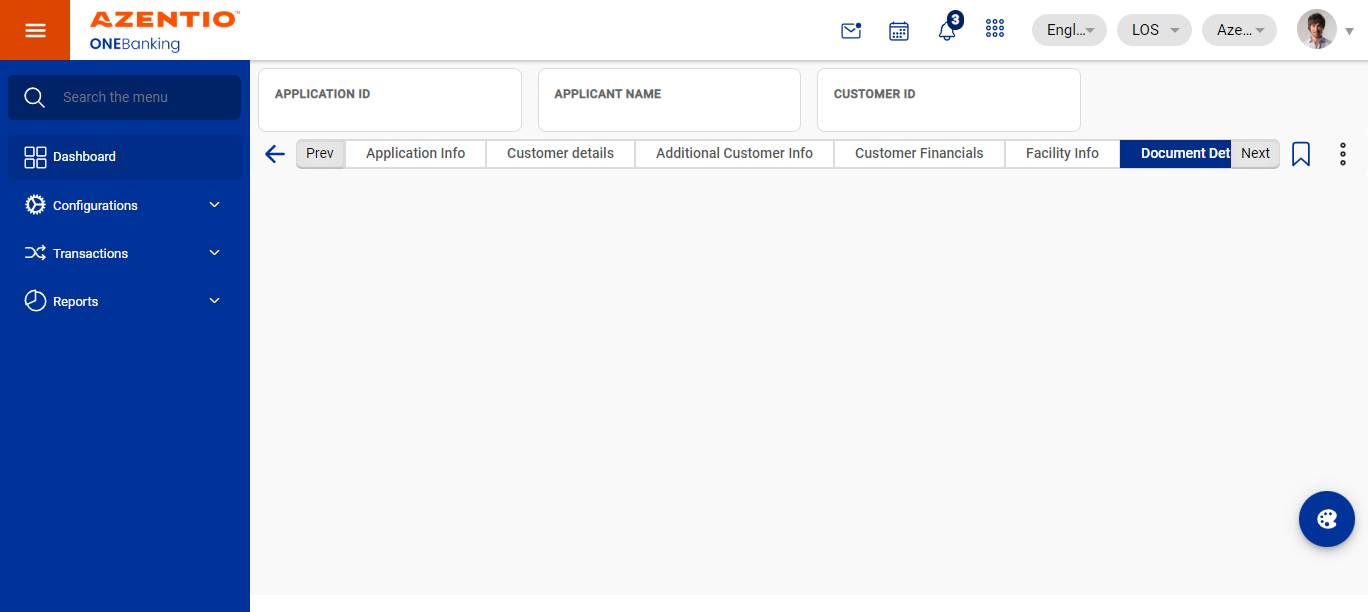 AZENTIO™
ONEBanking
3
Engl...
LOS
Aze...
Search the menu
Dashboard
Configurations
Transactions
Reports
APPLICATION ID
APPLICANT NAME
CUSTOMER ID
Prev
Application Info
Customer details
Additional Customer Info
Customer Financials
Facility Info
Document Det
Next